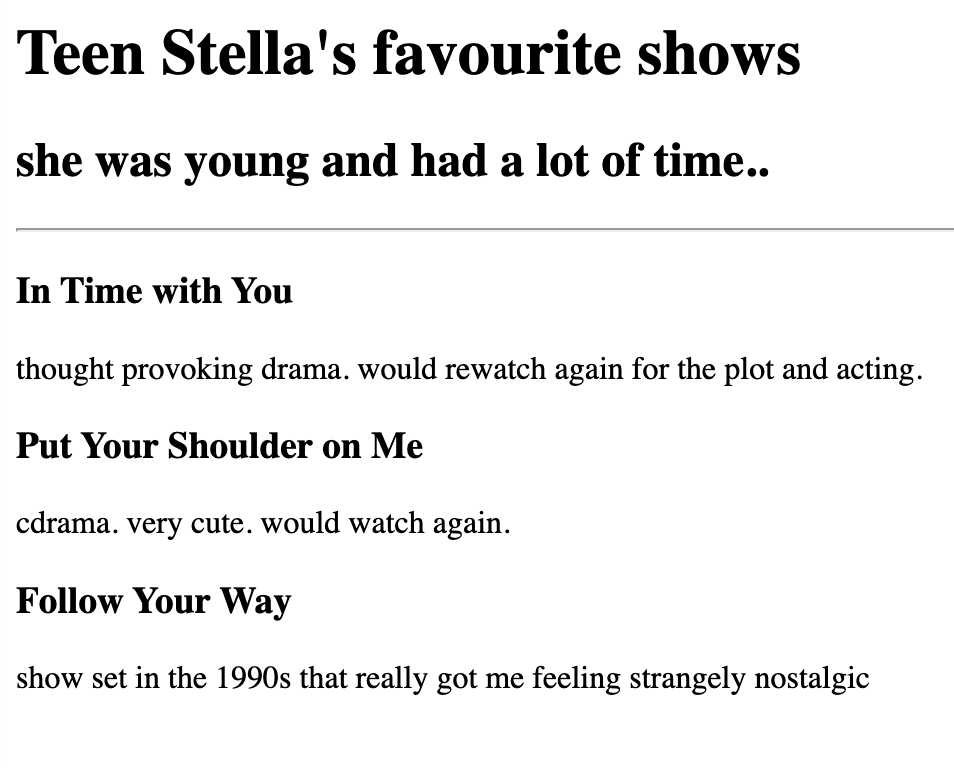 Teen Stella's favourite shows
she was young and had a lot of time..
In Time with You
thought provoking drama. would rewatch again for the plot and acting.
Put Your Shoulder on Me
cdrama. very cute. would watch again.
Follow Your Way
show set in the 1990s that really got me feeling strangely nostalgic